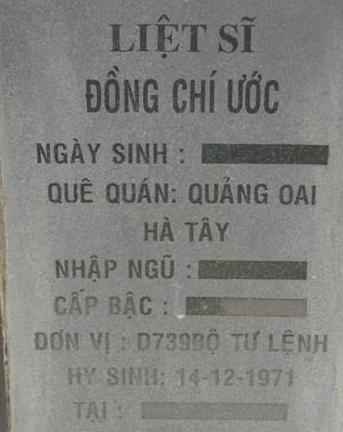 LIỆT SĨ
ĐỒNG CHÍ ƯỚC
NGÀY SINH :
QUÊ QUÁN: QUẢNG OAI
HÀ TÂY
NHẬP NGŨ :
CẤP BẬC :
ĐƠN VỊ : D739BỘ TƯ LỆNH
HY SINH: 14-12-1971
TẠI :